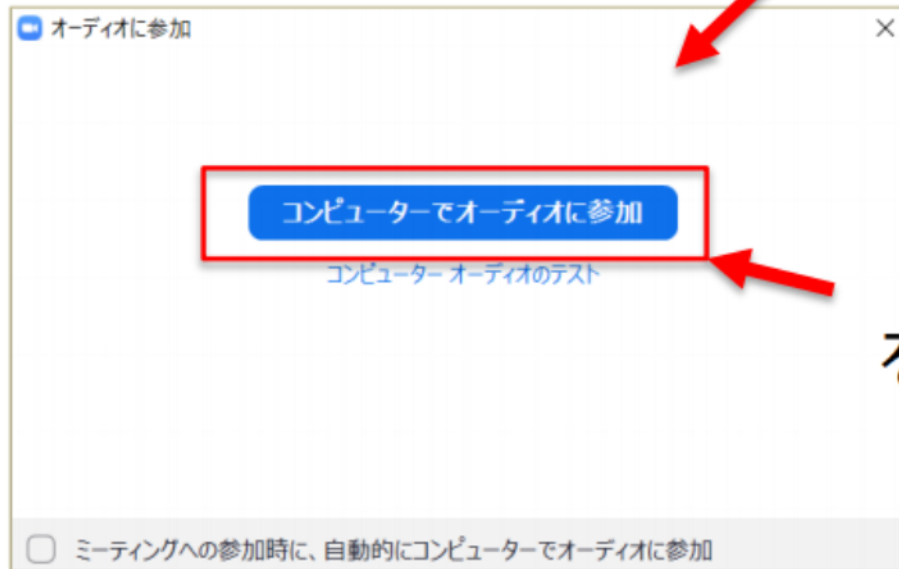 オーディオに参加
コンピューターでオーディオに参加
コンピューター オーディオのテスト
ミーティングへの参加時に、自動的にコンピューターでオーディオに参加